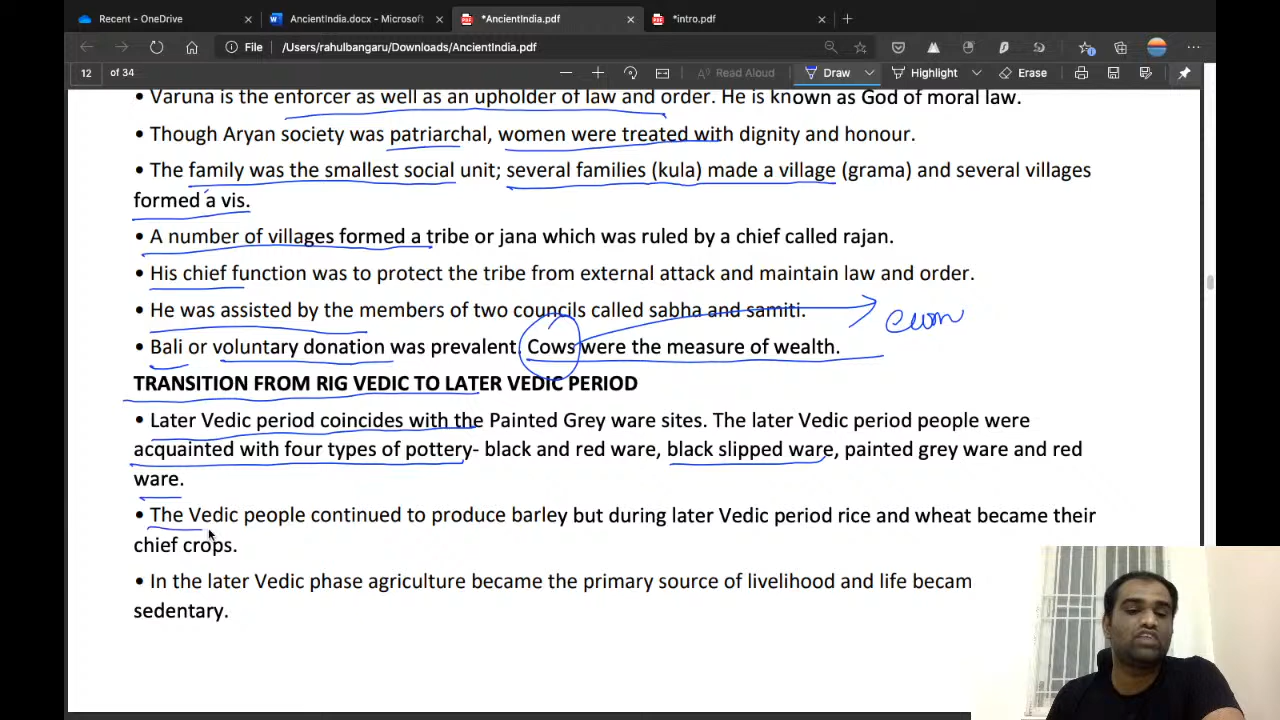 Recent - OneDrive
AncientIndia.docx - Microsoft
*AncientIndia.pdf
*intro.pdf
File
/Users/rahulbangaru/Downloads/AncientIndia.pdf
12 of 34
Read Aloud
Draw
Highlight
Erase
• Varuna is the enforcer as well as an upholder of law and order. He is known as God of moral law.
• Though Aryan society was patriarchal, women were treated with dignity and honour.
• The family was the smallest social unit; several families (kula) made a village (grama) and several villages
formed a vis.
• A number of villages formed a tribe or jana which was ruled by a chief called rajan.
• His chief function was to protect the tribe from external attack and maintain law and order.
• He was assisted by the members of two councils called sabha and samiti.
• Bali or voluntary donation was prevalent. Cows were the measure of wealth.
TRANSITION FROM RIG VEDIC TO LATER VEDIC PERIOD
• Later Vedic period coincides with the Painted Grey ware sites. The later Vedic period people were
acquainted with four types of pottery- black and red ware, black slipped ware, painted grey ware and red
ware.
• The Vedic people continued to produce barley but during later Vedic period rice and wheat became their
chief crops.
• In the later Vedic phase agriculture became the primary source of livelihood and life becam
sedentary.